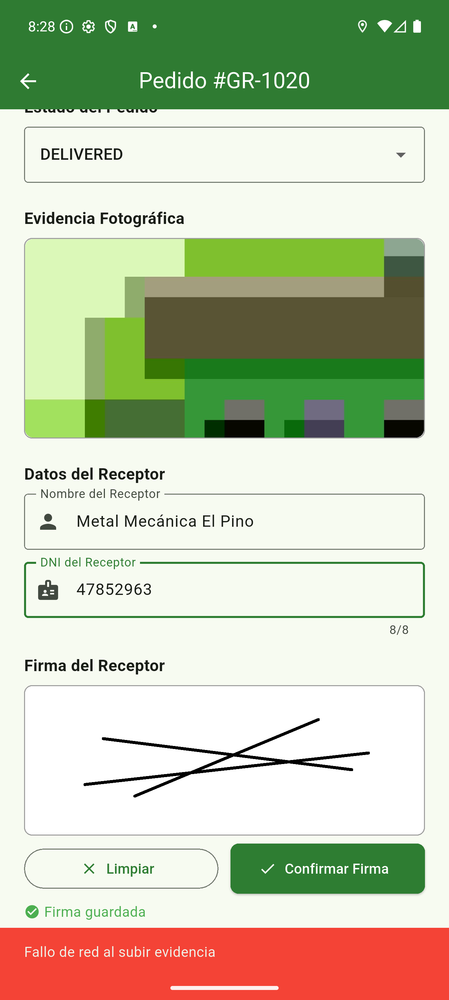 8:28
Pedido #GR-1020
Estado del Pedido
DELIVERED
Evidencia Fotográfica
Datos del Receptor
Nombre del Receptor
Metal Mecánica El Pino
DNI del Receptor
47852963
8/8
Firma del Receptor
Limpiar
Confirmar Firma
Firma guardada
Fallo de red al subir evidencia